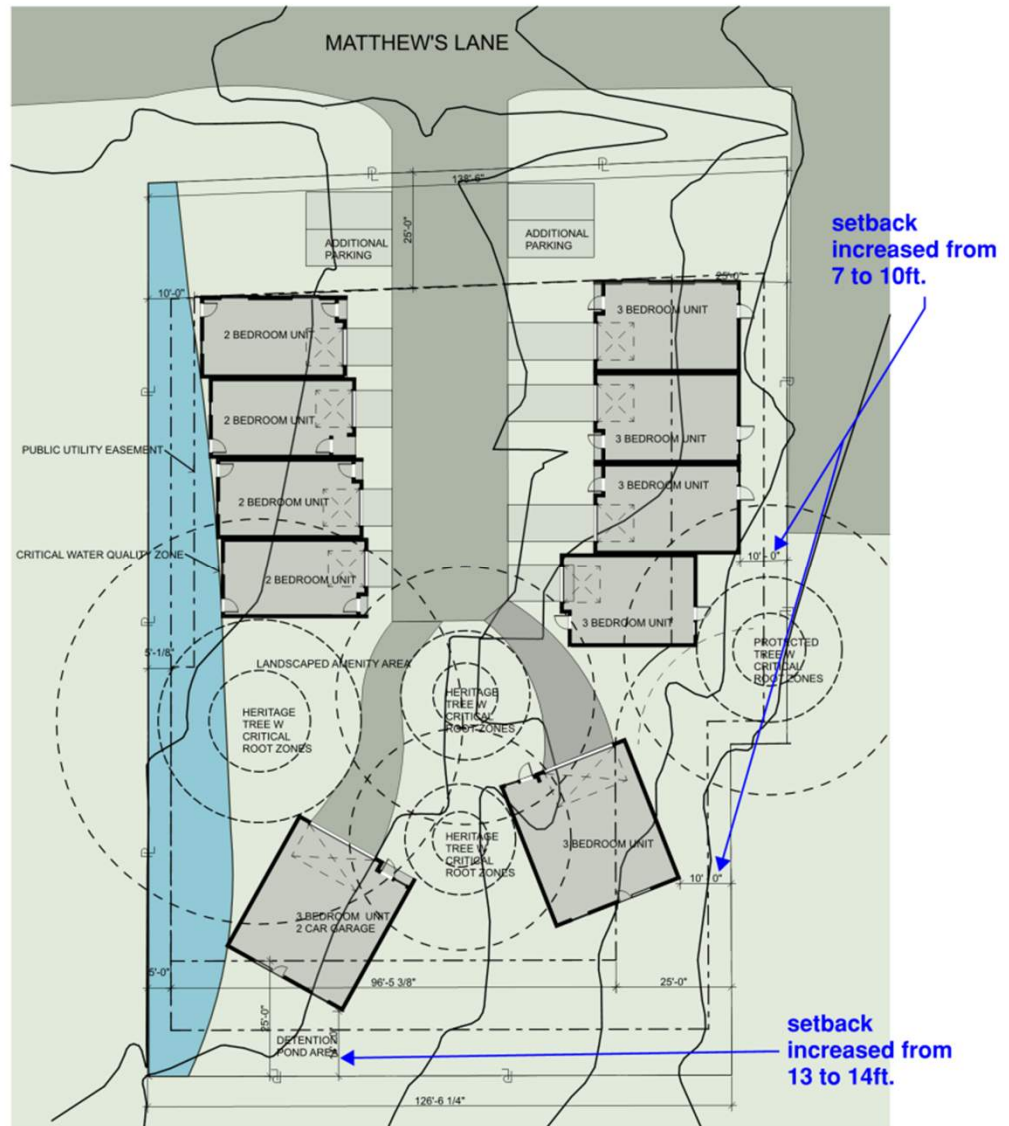 MATTHEW'S LANE
138'-6"
25'-0"
ADDITIONAL
PARKING
ADDITIONAL
PARKING
setback
increased from
7 to 10ft.
10'-0"
25'-0"
2 BEDROOM UNIT
3 BEDROOM UNIT
2 BEDROOM UNIT
3 BEDROOM UNIT
PUBLIC UTILITY EASEMENT
3 BEDROOM UNIT
2 BEDROOM UNIT
CRITICAL WATER QUALITY ZONE
10' - 0"
2 BEDROOM UNIT
3 BEDROOM UNIT
5'-1/8"
LANDSCAPED AMENITY AREA
PROTECTED
TREE W
CRITICAL
ROOT ZONES
HERITAGE
TREE W
CRITICAL
ROOT ZONES
HERITAGE
TREE W
CRITICAL
ROOT ZONES
HERITAGE
TREE W
CRITICAL
ROOT ZONES
3 BEDROOM UNIT
10' - 0"
3 BEDROOM UNIT
2 CAR GARAGE
5'-0"
96'-5 3/8"
25'-0"
25'-0"
DETENTION
POND AREA
setback
increased from
13 to 14ft.
126'-6 1/4"